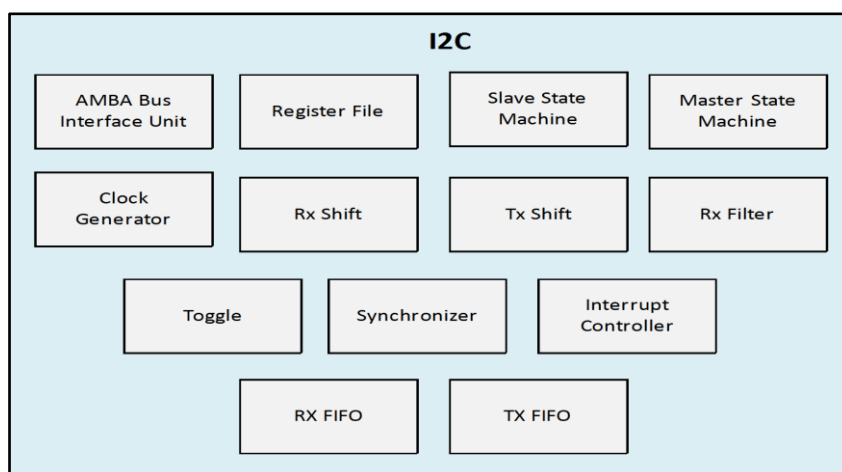 I2C
AMBA Bus
Interface Unit
Register File
Slave State
Machine
Master State
Machine
Clock
Generator
Rx Shift
Tx Shift
Rx Filter
Toggle
Synchronizer
Interrupt
Controller
RX FIFO
TX FIFO